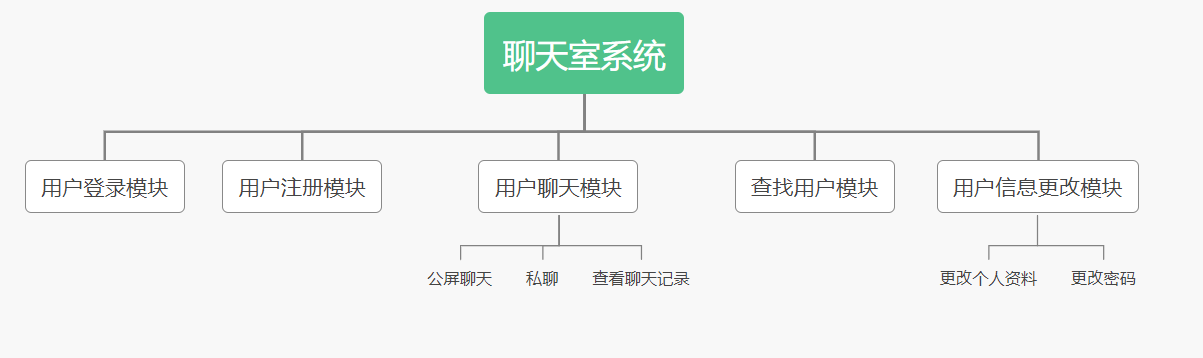 聊天室系统
用户登录模块
用户注册模块
用户聊天模块
查找用户模块
用户信息更改模块
公屏聊天
私聊
查看聊天记录
更改个人资料
更改密码